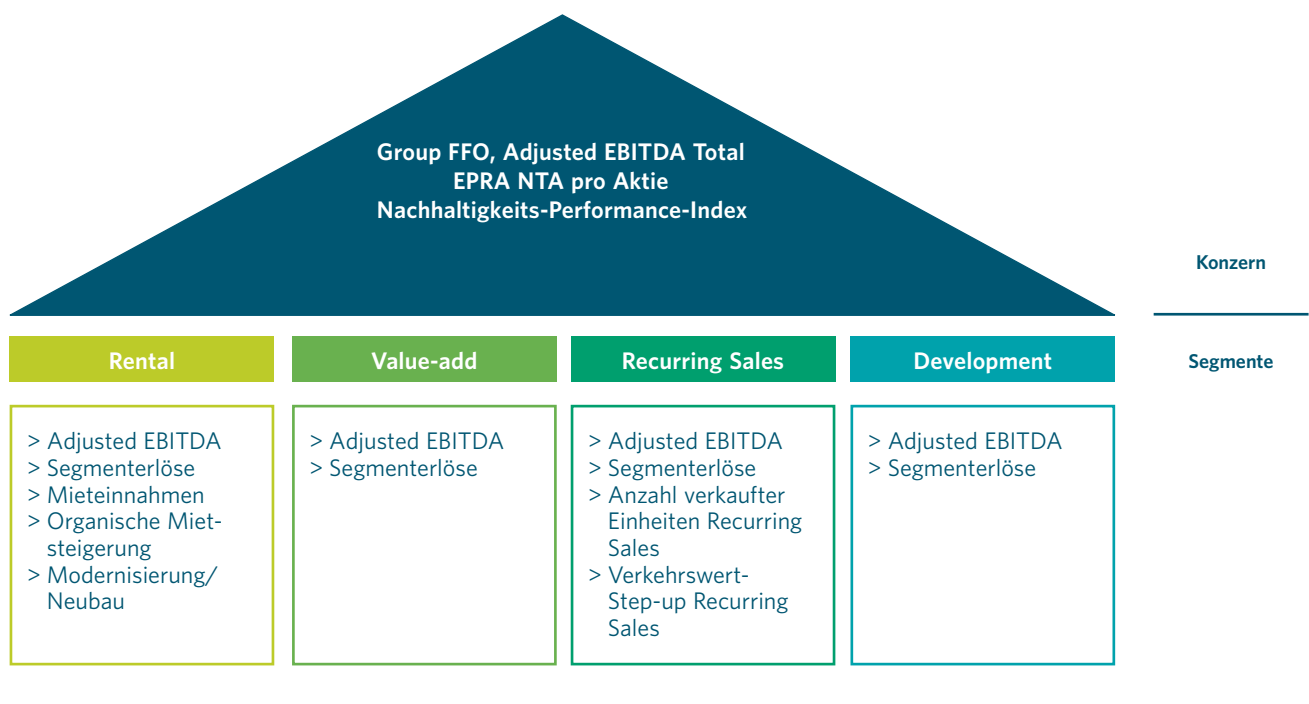 Group FFO, Adjusted EBITDA Total
EPRA NTA pro Aktie
Nachhaltigkeits-Performance-Index
Konzern
Rental
Value-add
Recurring Sales
Development
Segmente
> Adjusted EBITDA
> Segmenterlöse
> Mieteinnahmen
> Organische Miet-
steigerung
> Modernisierung/
Neubau
> Adjusted EBITDA
> Segmenterlöse
> Adjusted EBITDA
> Segmenterlöse
> Anzahl verkaufter
Einheiten Recurring
Sales
> Verkehrswert-
Step-up Recurring
Sales
> Adjusted EBITDA
> Segmenterlöse